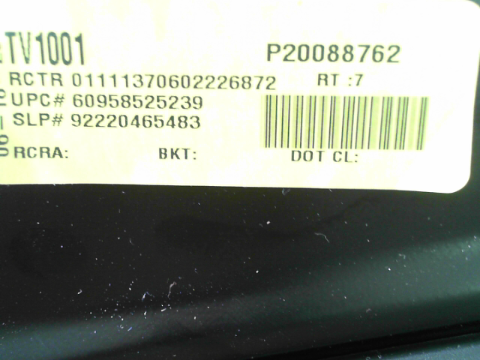 TV1001 P20088762
RCTR 01111370602226872 RT :7
UPC# 60958525239
SLP# 92220465483
RCRA: BKT: DOT CL: